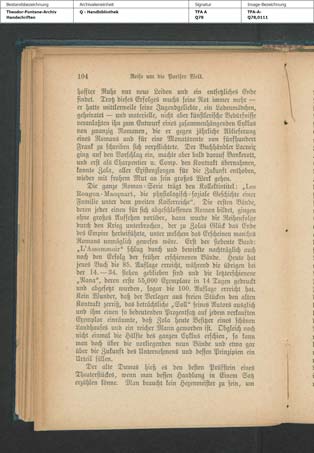 Bestandsbezeichnung
Theodor-Fontane-Archiv
Handschriften
Archivalieneinheit
Q - Handbibliothek
Signatur
TFA A
Q78
Image-Bezeichnung
TFA-A-
Q78,0111
104 Reise um die Pariser Welt.
hafter Ruhe nur neue Leiden und ein entsetzliches Ende
findet. Trotz dieses Erfolges wuchs seine Not immer mehr —
er hatte mittlerweile seine Jugendgeliebte, ein Ladenmädchen,
geheiratet — und materielle, nicht aber künstlerische Bedürfnisse
veranlaßten ihn zum Entwurf eines zusammenhängenden Cyklus
von zwanzig Romanen, die er gegen jährliche Ablieferung
eines Romans und für eine Monatsrente von fünfhundert
Frank zu schreiben sich verpflichtete. Der Buchhändler Lacroix
ging auf den Vorschlag ein, machte aber bald darauf Bankerott,
und erst als Charpentier u. Comp. den Kontrakt übernahmen,
konnte Zola, aller Existenzsorgen für die Zukunft enthoben,
wieder mit frohem Mut an sein großes Werk gehen.
Die ganze Roman-Serie trägt den Kollektivtitel: „Les
Rougon-Macquart, die physiologisch-soziale Geschichte einer
Familie unter dem zweiten Kaiserreiche“. Die ersten Bände,
deren jeder einen für sich abgeschlossenen Roman bildet, gingen
ohne großes Aufsehen vorüber, dann wurde die Reihenfolge
durch den Krieg unterbrochen, der zu Zolas Glück das Ende
des Empire herbeiführte, unter welchem das Erscheinen manches
Romans unmöglich gewesen wäre. Erst der siebente Band:
„L'Assommoir“ schlug durch und bewirkte nachträglich auch
noch den Erfolg der früher erschienenen Bände. Heute hat
jenes Buch die 85. Auflage erreicht, während die übrigen bei
der 14. — 34. stehen geblieben sind und die letzterschienene
„Nana“, deren erste 55,000 Exemplare in 14 Tagen gedruckt
und abgesetzt wurden, sogar die 100. Auflage erreicht hat.
Kein Wunder, daß der Verleger aus freien Stücken den alten
Kontrakt zerriß, das beträchtliche „Soll“ seines Autors ausglich
und ihm einen so bedeutenden Prozentsatz auf jedem verkauften
Exemplar einräumte, daß Zola heute Besitzer eines schönen
Landhauses und ein reicher Mann geworden ist. Obgleich noch
nicht einmal die Hälfte des ganzen Cyklus erschien, so kann
man doch über die vorliegenden neun Bände und etwa gar
über die Zukunft des Unternehmens und dessen Prinzipien ein
Urteil fällen.
Der alte Dumas hieß es den besten Prüfstein eines
Theaterstückes, wenn man dessen Handlung in Einem Satz
erzählen könne. Man braucht kein Hexenmeister zu sein, um